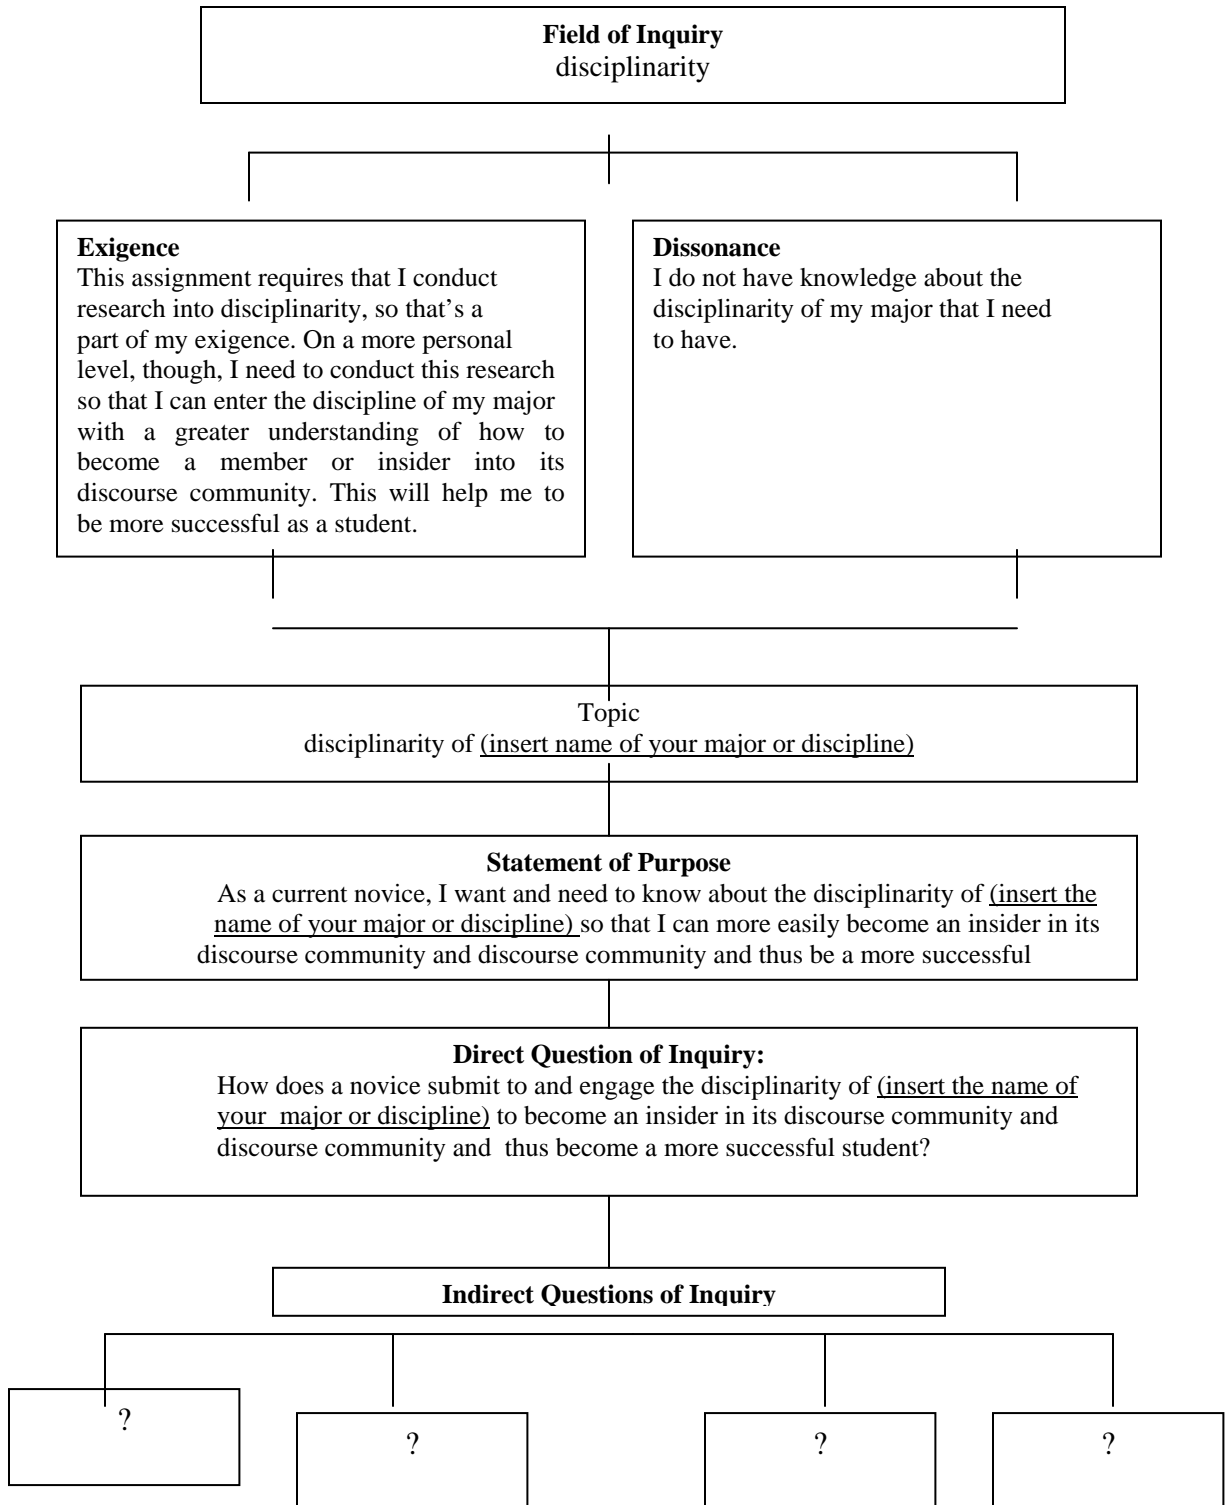 Field of Inquiry
disciplinarity
Exigence
This assignment requires that I conduct
research into disciplinarity, so that’s a
part of my exigence. On a more personal
level, though, I need to conduct this research
so that I can enter the discipline of my major
with a greater understanding of how to
become a member or insider into its
discourse community. This will help me to
be more successful as a student.
Dissonance
I do not have knowledge about the
disciplinarity of my major that I need
to have.
Topic
disciplinarity of (insert name of your major or discipline)
Statement of Purpose
As a current novice, I want and need to know about the disciplinarity of (insert the
name of your major or discipline) so that I can more easily become an insider in its
discourse community and discourse community and thus be a more successful
Direct Question of Inquiry:
How does a novice submit to and engage the disciplinarity of (insert the name of
your major or discipline) to become an insider in its discourse community and
discourse community and thus become a more successful student?
Indirect Questions of Inquiry
?
?
?
?